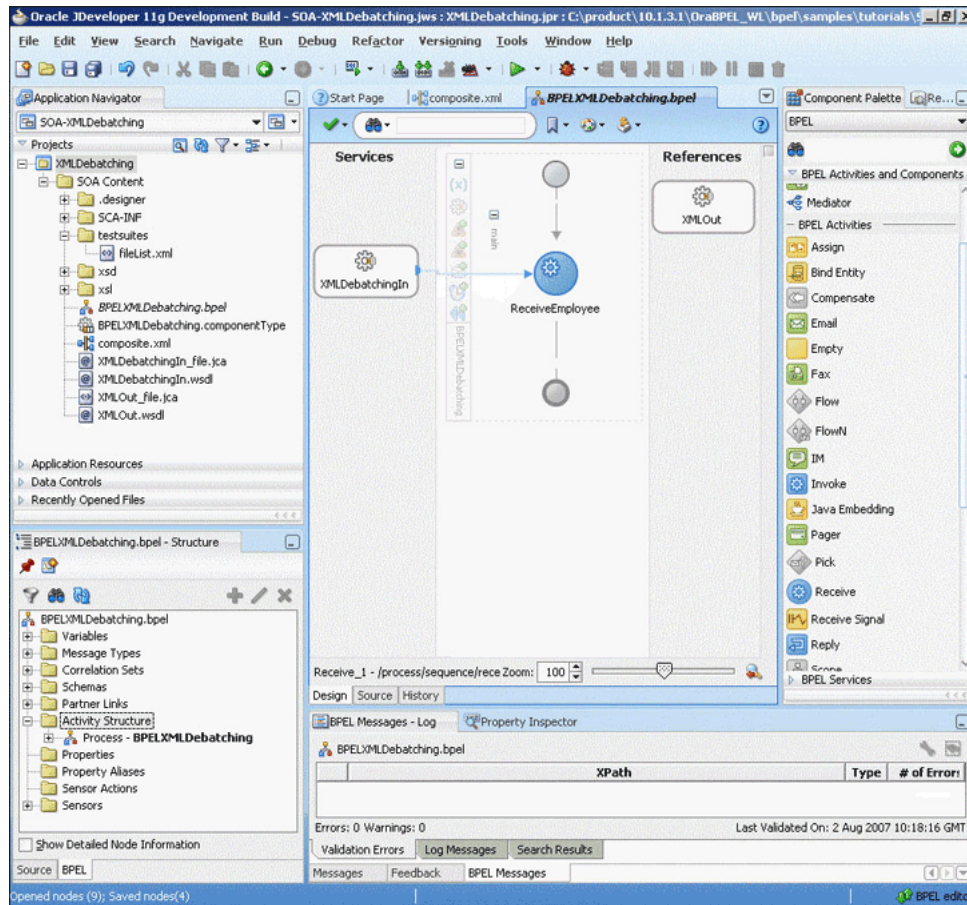 Oracle JDeveloper 11g Development Build - SOA-XMLDebatching.jws : XMLDebatching.jpr : C:\product\10.1.3.1\OraBPEL_WL\bpel\samples\tutorials\
File Edit View Search Navigate Run Debug Refactor Versioning Tools Window Help
Application Navigator
SOA-XMLDebatching
Projects
XMLDebatching
SOA Content
.designer
SCA-INF
testsuites
fileList.xml
xsd
xsl
BPELXMLDebatching.bpel
BPELXMLDebatching.componentType
composite.xml
XMLDebatchingIn_file.jca
XMLDebatchingIn.wsdl
XMLOut_file.jca
XMLOut.wsdl
Application Resources
Data Controls
Recently Opened Files
BPELXMLDebatching.bpel - Structure
BPELXMLDebatching.bpel
Variables
Message Types
Correlation Sets
Schemas
Partner Links
Activity Structure
Process - BPELXMLDebatching
Properties
Property Aliases
Sensor Actions
Sensors
Show Detailed Node Information
Source BPEL
Start Page composite.xml BPELXMLDebatching.bpel
Services
References
XMLDebatchingIn
main
BPELXMLDebatching
ReceiveEmployee
XMLOut
Receive_1 - /process/sequence/rece Zoom: 100
Design Source History
BPEL Messages - Log Property Inspector
BPELXMLDebatching.bpel
XPath Type # of Error:
Errors: 0 Warnings: 0 Last Validated On: 2 Aug 2007 10:18:16 GMT
Validation Errors Log Messages Search Results
Messages Feedback BPEL Messages
Component Palette Re...
BPEL
BPEL Activities and Components
Mediator
BPEL Activities
Assign
Bind Entity
Compensate
Email
Empty
Fax
Flow
FlowN
IM
Invoke
Java Embedding
Pager
Pick
Receive
Receive Signal
Reply
Scope
BPEL Services
Opened nodes (9); Saved nodes(4) BPEL edito